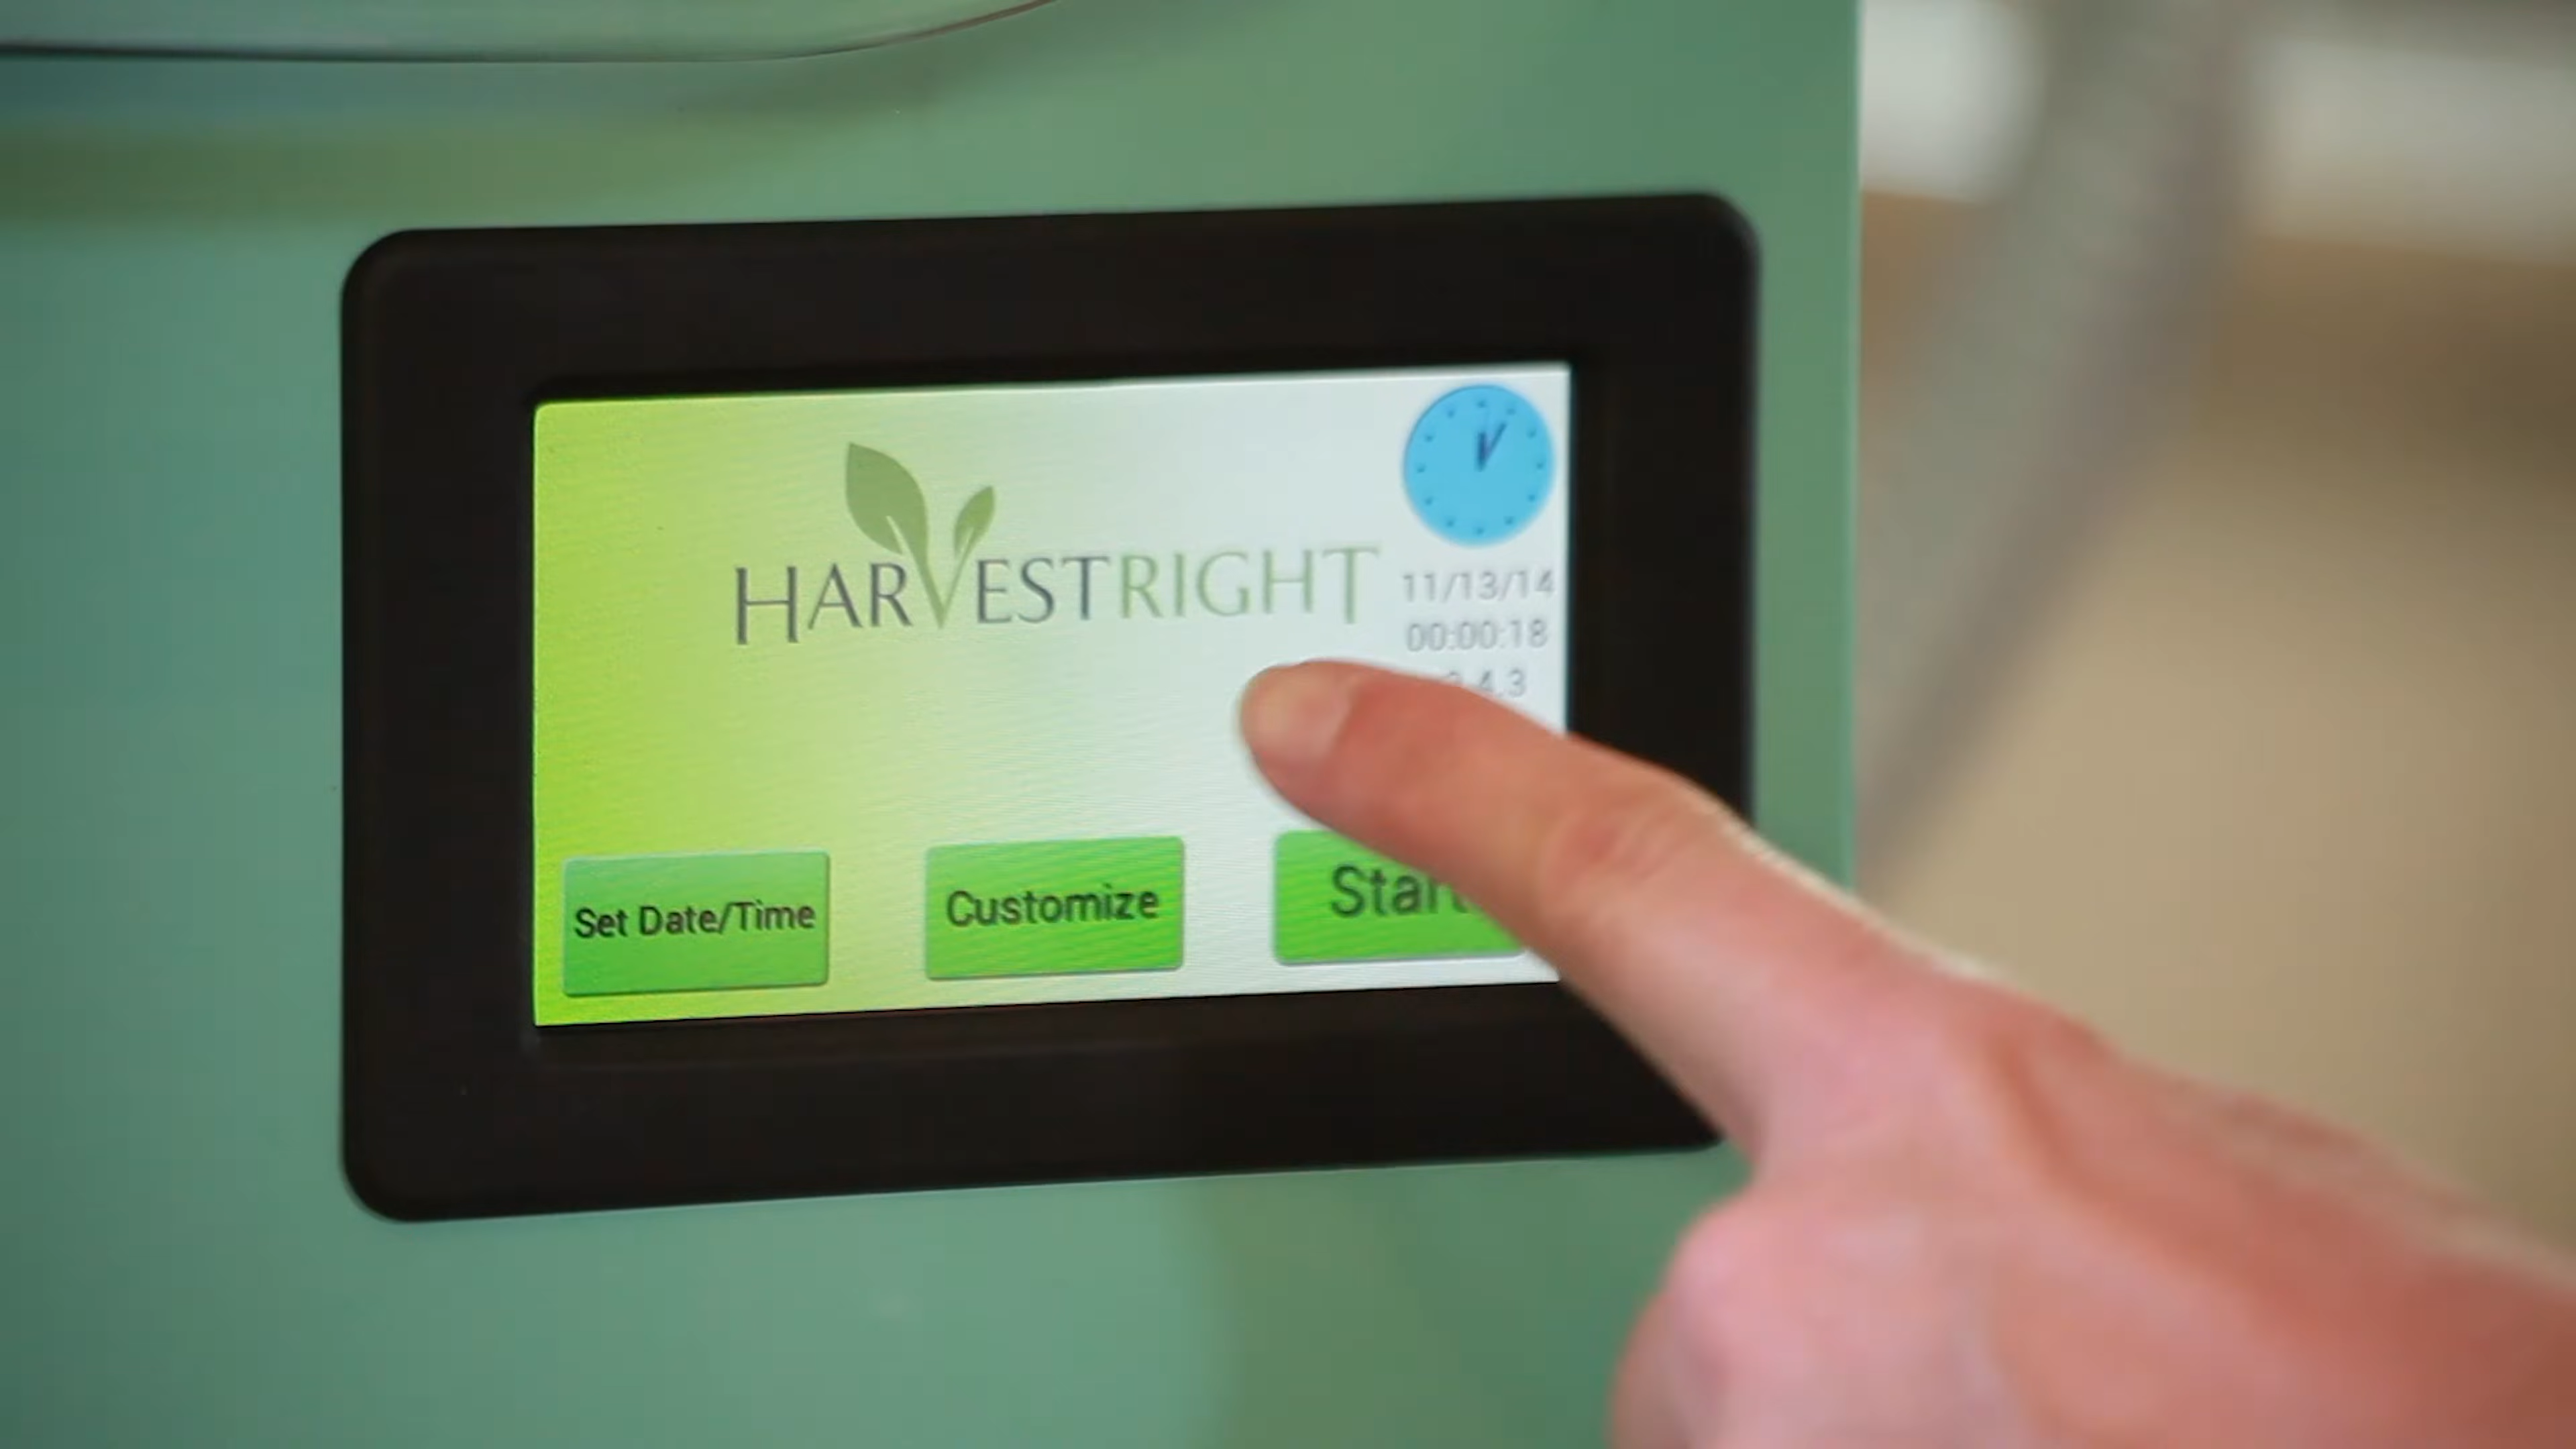 HARVESTRIGHT
11/13/14
00:00:18
4.3
Set Date/Time
Customize
Start